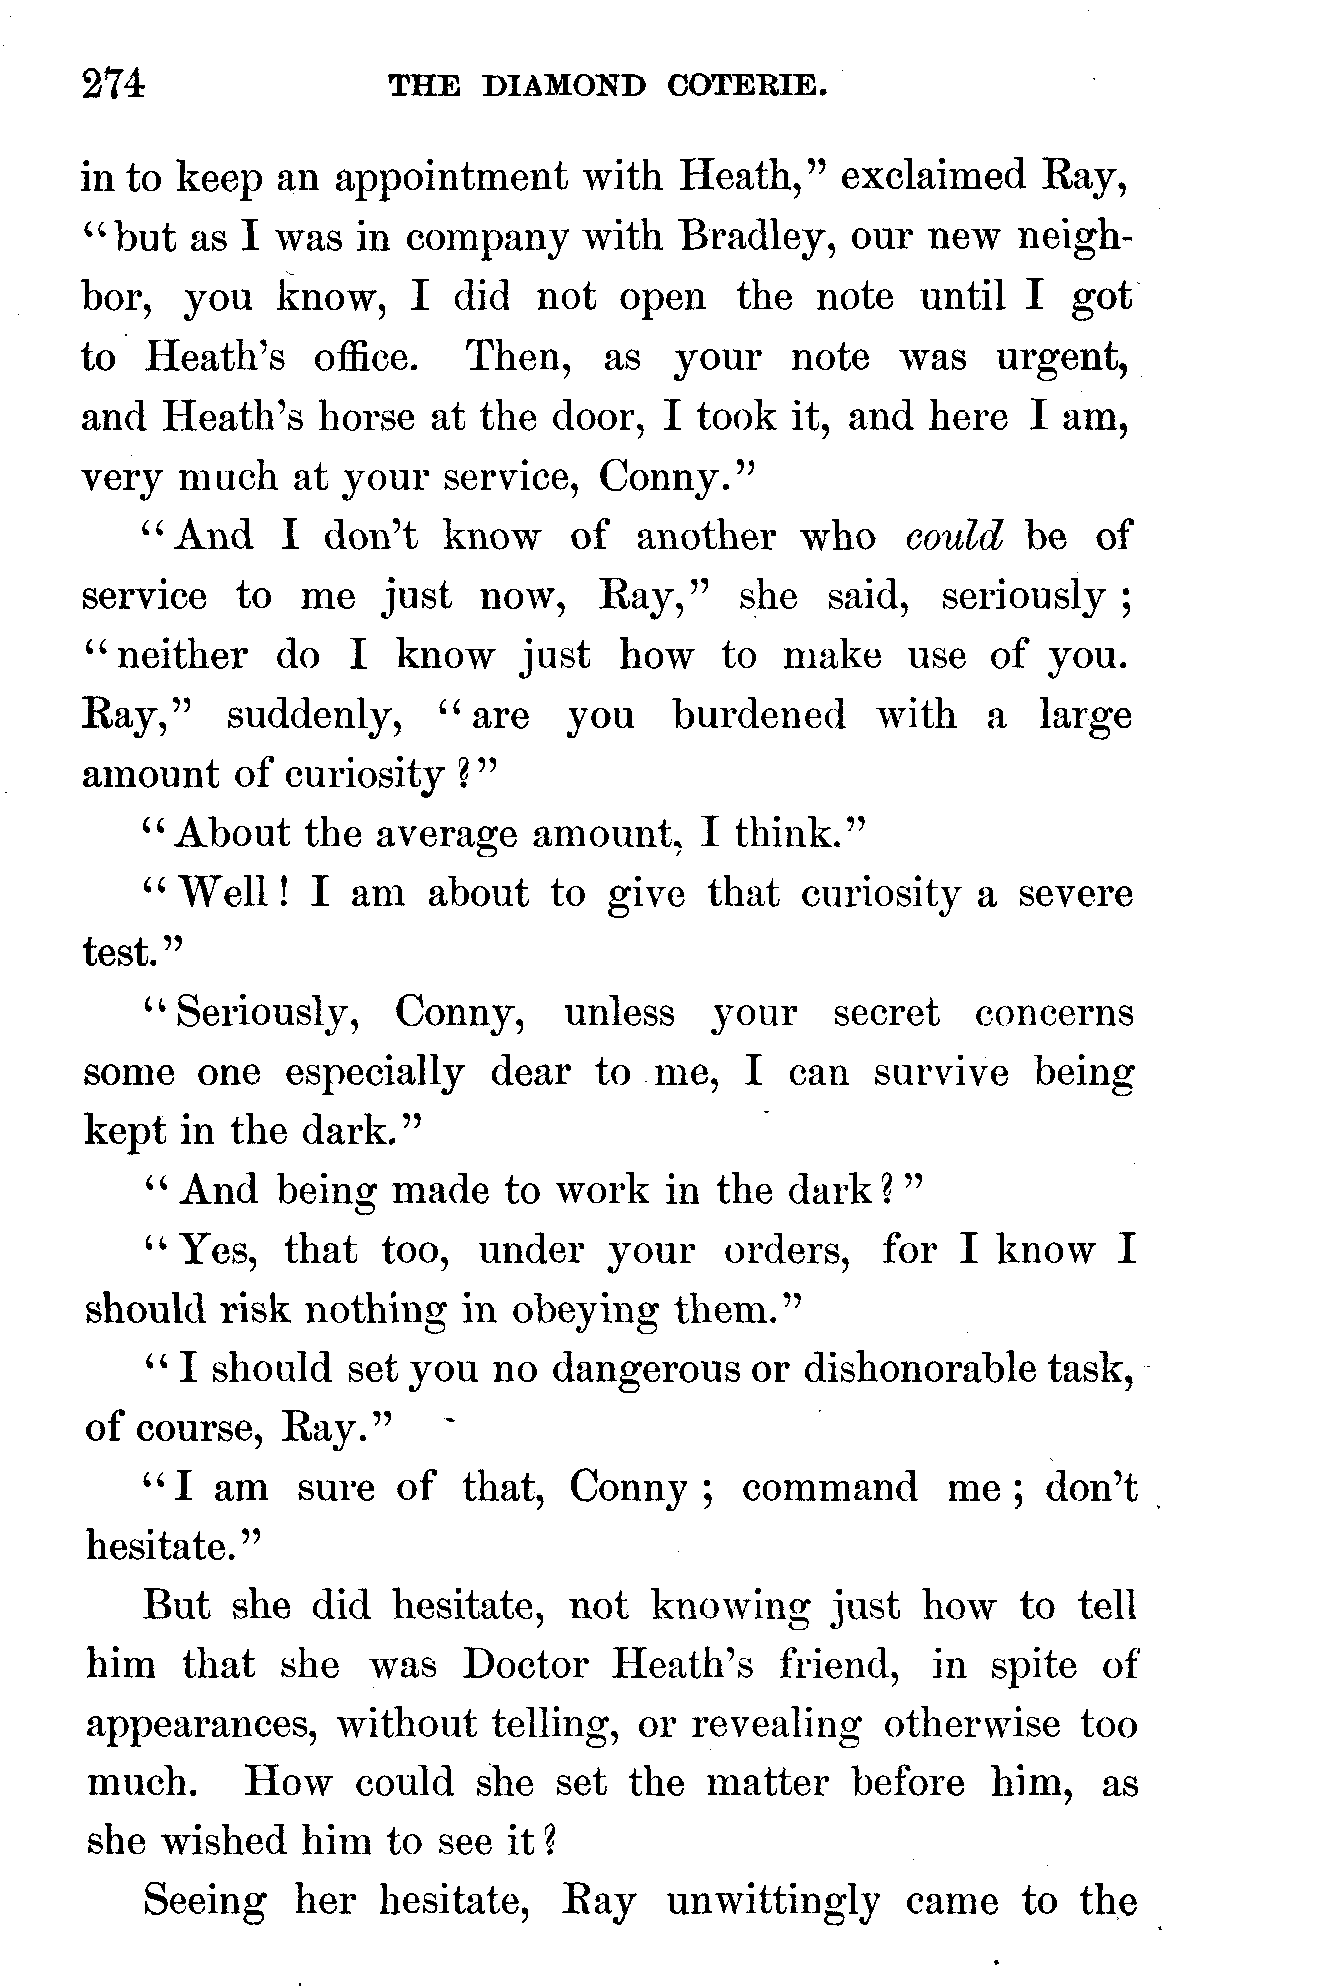 274 THE DIAMOND COTERIE.
in to keep an appointment with Heath,” exclaimed Ray,
“but as I was in company with Bradley, our new neigh-
bor, you know, I did not open the note until I got
to Heath’s office. Then, as your note was urgent,
and Heath’s horse at the door, I took it, and here I am,
very much at your service, Conny.”
“And I don’t know of another who could be of
service to me just now, Ray,” she said, seriously ;
“neither do I know just how to make use of you.
Ray,” suddenly, “are you burdened with a large
amount of curiosity ?”
“About the average amount, I think.”
“Well ! I am about to give that curiosity a severe
test.”
“Seriously, Conny, unless your secret concerns
some one especially dear to me, I can survive being
kept in the dark.”
“And being made to work in the dark ?”
“Yes, that too, under your orders, for I know I
should risk nothing in obeying them.”
“I should set you no dangerous or dishonorable task,
of course, Ray.”
“I am sure of that, Conny ; command me ; don’t
hesitate.”
But she did hesitate, not knowing just how to tell
him that she was Doctor Heath’s friend, in spite of
appearances, without telling, or revealing otherwise too
much. How could she set the matter before him, as
she wished him to see it ?
Seeing her hesitate, Ray unwittingly came to the